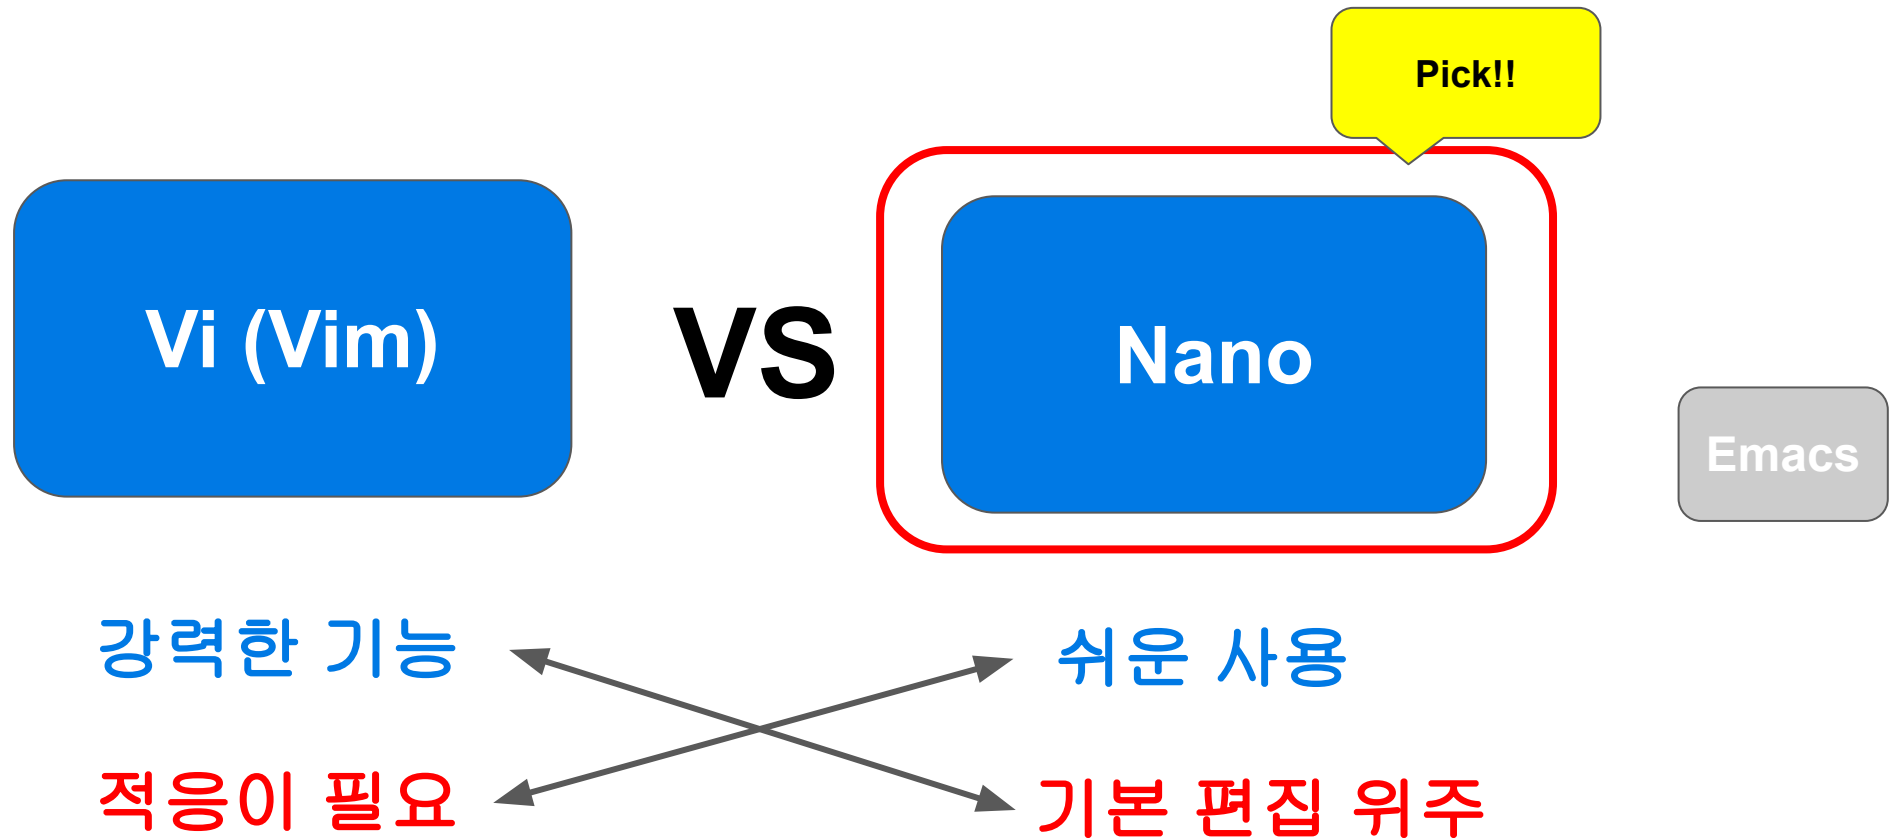 Pick!!
Vi (Vim)
VS
Nano
Emacs
강력한 기능
쉬운 사용
적응이 필요
기본 편집 위주